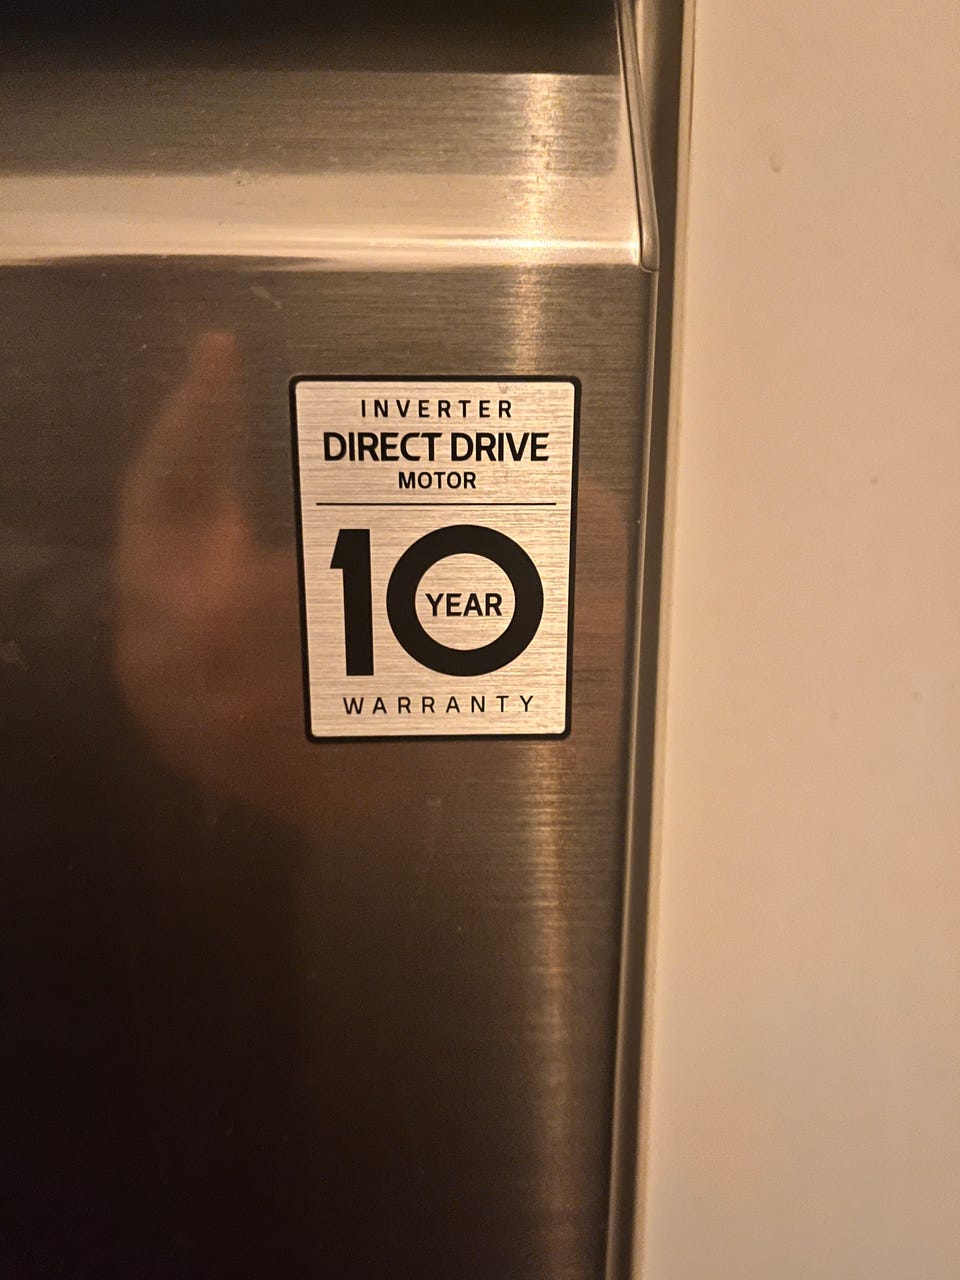 INVERTER
DIRECT DRIVE
MOTOR
10
YEAR
WARRANTY